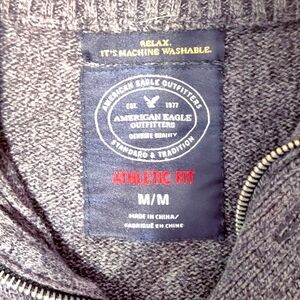 RELAX.
IT'S MACHINE WASHABLE.
AMERICAN EAGLE OUTFITTERS
EST. 1977
AMERICAN EAGLE
OUTFITTERS
GENUINE QUALITY
STANDARD & TRADITION
ATHLETIC FIT
M/M
MADE IN CHINA/
FABRIQUÉ EN CHINE